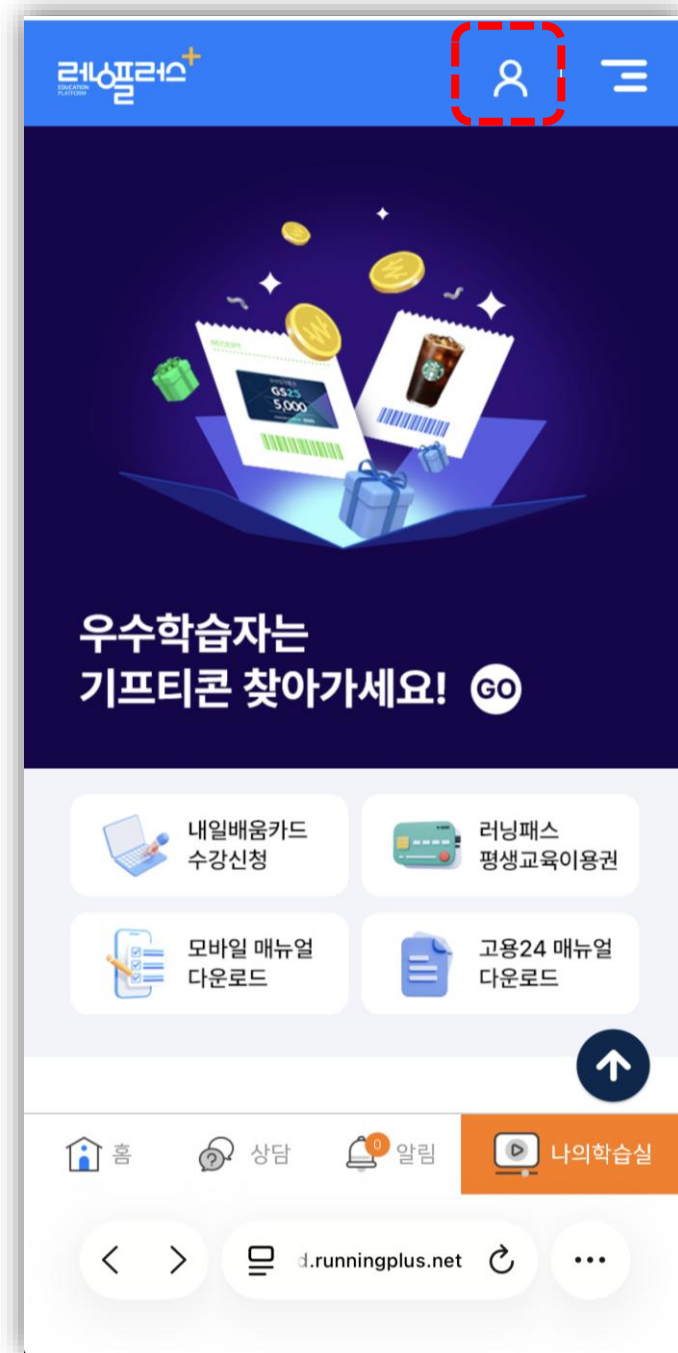 러닝플러스+
EDUCATION
PLATFORM
RECEIPT
GS25
5,000
우수학습자는
기프티콘 찾아가세요! GO
내일배움카드
수강신청
러닝패스
평생교육이용권
모바일 매뉴얼
다운로드
고용24 매뉴얼
다운로드
홈
상담
0
알림
나의학습실
d.runningplus.net